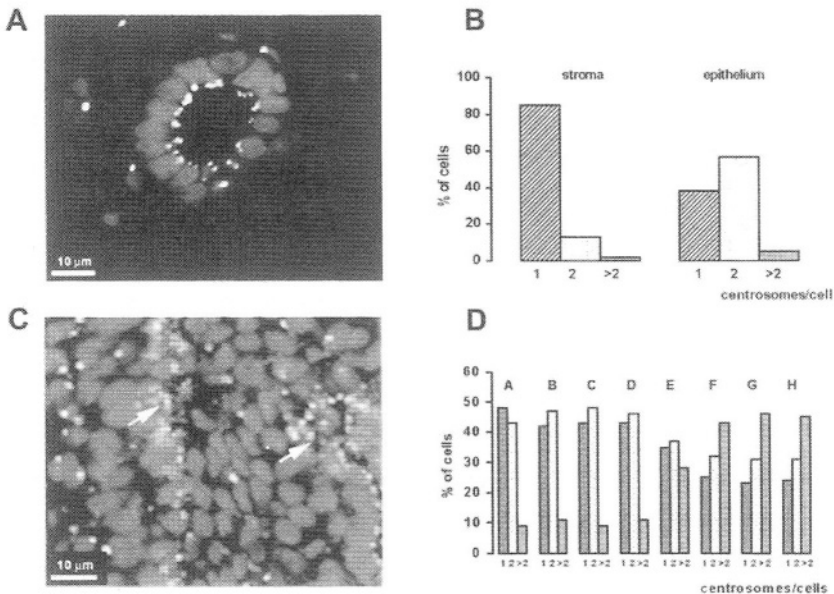 A
10 µm
B
stroma
epithelium
100
80
60
40
20
0
% of cells
1 2 >2
1 2 >2
centrosomes/cell
C
10 µm
D
60
50
40
30
20
10
0
% of cells
A B C D E F G H
1 2 >2 1 2 >2 1 2 >2 1 2 >2 1 2 >2 1 2 >2 1 2 >2 1 2 >2
centrosomes/cells